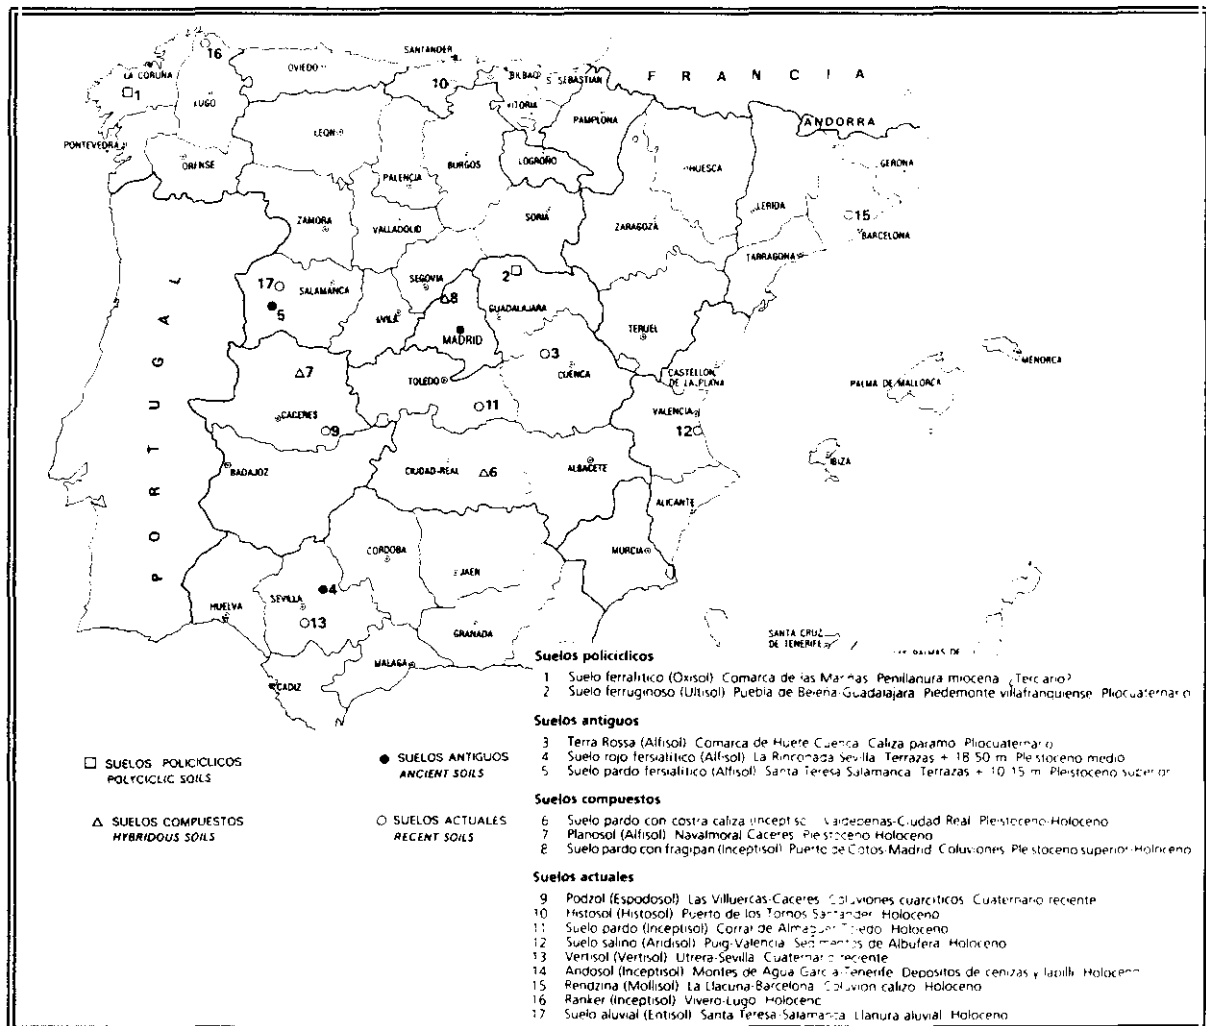 16
SANTANDER
LA CORUÑA
OVIEDO
BILBAO
S SEBASTIAN
F R A N C I A
1
LUGO
10
VITORIA
PAMPLONA
ANDORRA
PONTEVEDRA
LEON
ORENSE
BURGOS
LOGROÑO
HUESCA
GERONA
PALENCIA
ZAMORA
VALLADOLID
SORIA
ZARAGOZA
LERIDA
15
BARCELONA
TARRAGONA
17
SALAMANCA
SEGOVIA
2
5
AVILA
8
GUADALAJARA
MADRID
TERUEL
3
CUENCA
MENORCA
7
TOLEDO
CASTELLON
DE LA PLANA
PALMA DE MALLORCA
CACERES
9
11
VALENCIA
12
P O R T U G A L
BADAJOZ
CIUDAD-REAL
6
ALBACETE
IBIZA
ALICANTE
CORDOBA
MURCIA
JAEN
4
SEVILLA
HUELVA
13
GRANADA
SANTA CRUZ
DE TENERIFE
PALMAS DE
MALAGA
CADIZ
SUELOS POLICICLICOS
POLYCICLIC SOILS
SUELOS ANTIGUOS
ANCIENT SOILS
SUELOS COMPUESTOS
HYBRIDOUS SOILS
SUELOS ACTUALES
RECENT SOILS
Suelos policíclicos
1 Suelo ferralítico (Oxisol) Comarca de las Mariñas Penillanura miocena ¿Terciario?
2 Suelo ferruginoso (Ultisol) Puebla de Beleña-Guadalajara Piedemonte villafranquiense Pliocuaternario
Suelos antiguos
3 Terra Rossa (Alfisol) Comarca de Huete Cuenca Caliza paramo Pliocuaternario
4 Suelo rojo fersialítico (Alfisol) La Rinconada Sevilla Terrazas + 18 50 m Pleistoceno medio
5 Suelo pardo fersialítico (Alfisol) Santa Teresa Salamanca Terrazas + 10 15 m Pleistoceno superior
Suelos compuestos
6 Suelo pardo con costra caliza (Inceptisol) Valdepeñas-Ciudad Real Pleistoceno-Holoceno
7 Planosol (Alfisol) Navalmoral Caceres Pleistoceno Holoceno
8 Suelo pardo con fragipan (Inceptisol) Puerto de Cotos-Madrid Coluviones Pleistoceno superior-Holoceno
Suelos actuales
9 Podzol (Espodosol) Las Villuercas-Caceres Coluviones cuarcíticos Cuaternario reciente
10 Histosol (Histosol) Puerto de los Tornos Santander Holoceno
11 Suelo pardo (Inceptisol) Corral de Almaguer Toledo Holoceno
12 Suelo salino (Aridisol) Puig-Valencia Sedimentos de Albufera Holoceno
13 Vertisol (Vertisol) Utrera-Sevilla Cuaternario reciente
14 Andosol (Inceptisol) Montes de Agua Garcia-Tenerife Depositos de cenizas y lapilli Holoceno
15 Rendzina (Mollisol) La Llacuna-Barcelona Coluvion calizo Holoceno
16 Ranker (Inceptisol) Vivero-Lugo Holoceno
17 Suelo aluvial (Entisol) Santa Teresa-Salamanca Llanura aluvial Holoceno